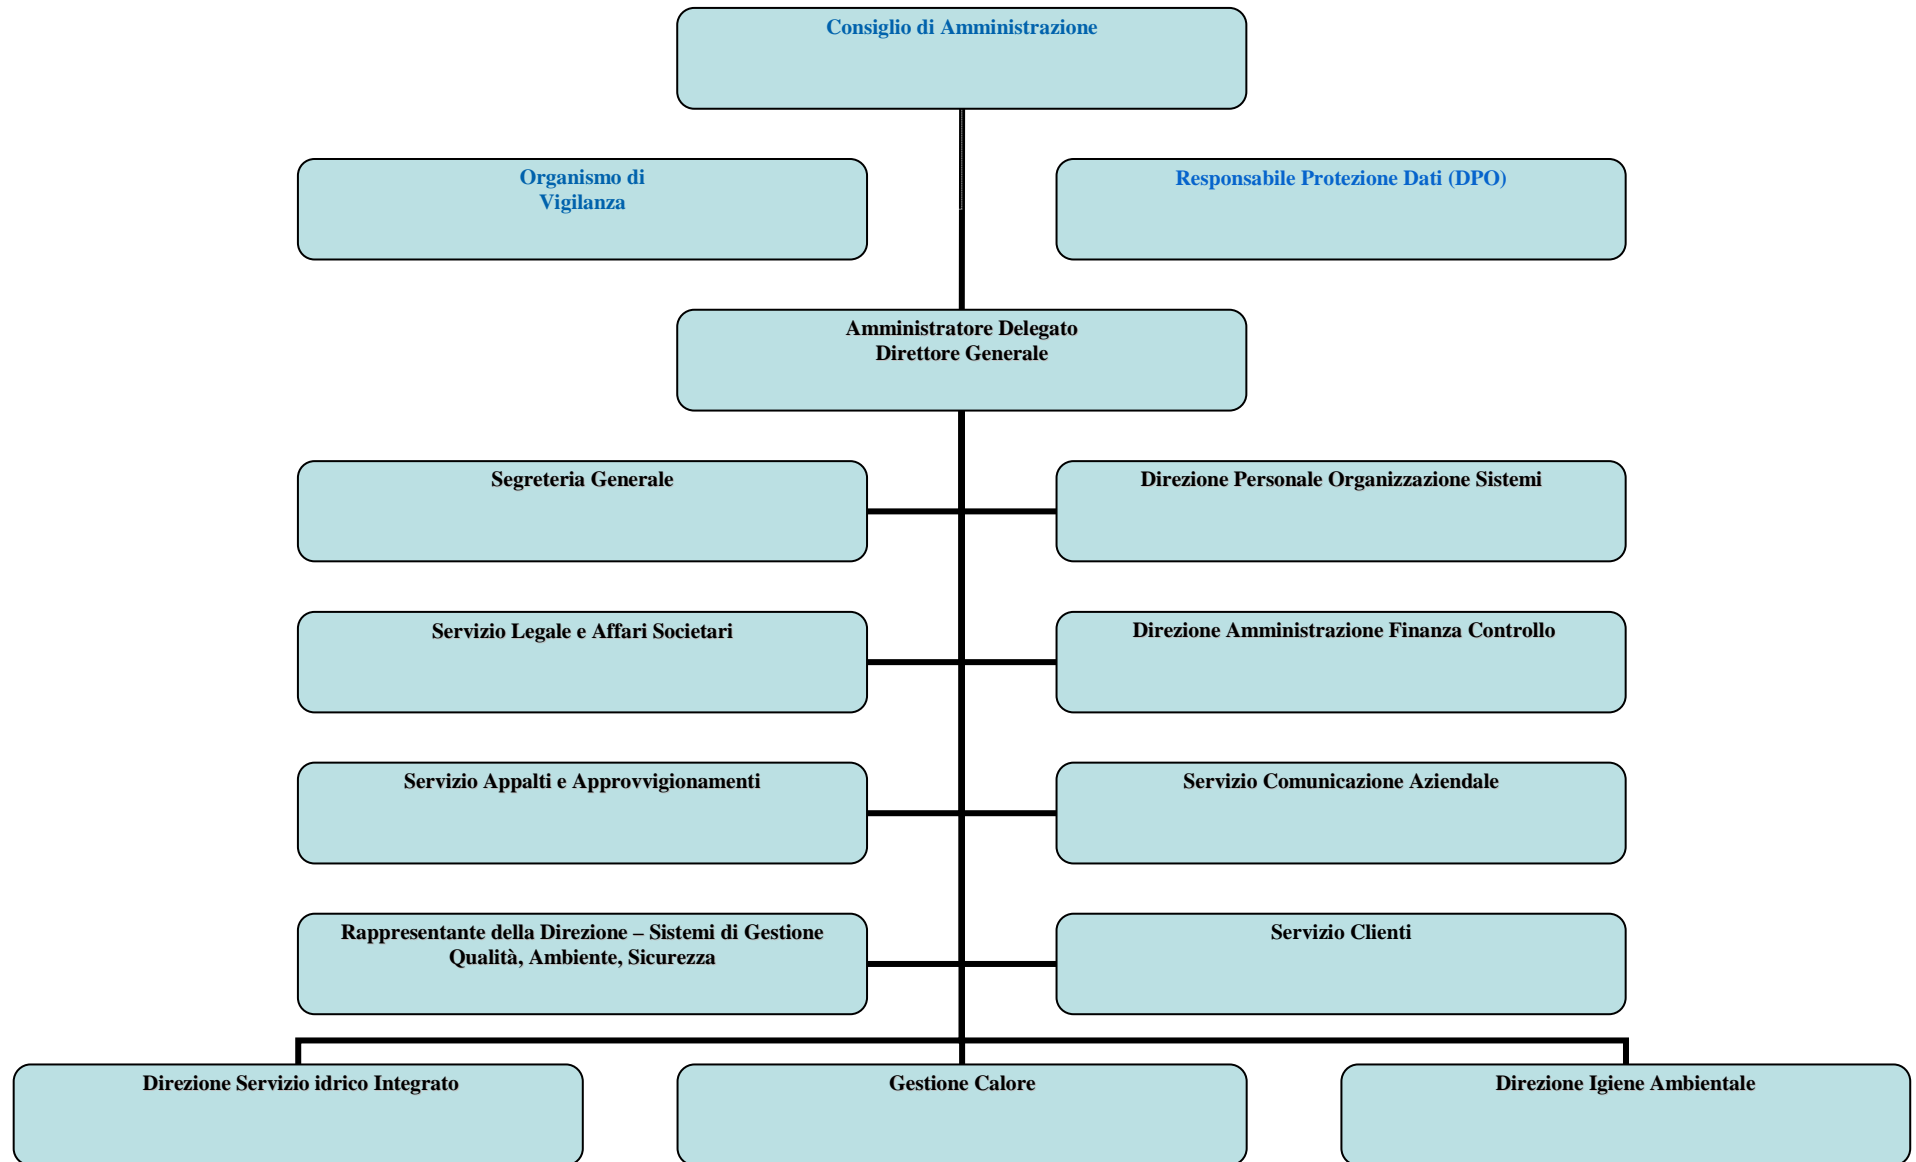 Consiglio di Amministrazione
Organismo di
Vigilanza
Responsabile Protezione Dati (DPO)
Amministratore Delegato
Direttore Generale
Segreteria Generale
Direzione Personale Organizzazione Sistemi
Servizio Legale e Affari Societari
Direzione Amministrazione Finanza Controllo
Servizio Appalti e Approvvigionamenti
Servizio Comunicazione Aziendale
Rappresentante della Direzione – Sistemi di Gestione
Qualità, Ambiente, Sicurezza
Servizio Clienti
Direzione Servizio idrico Integrato
Gestione Calore
Direzione Igiene Ambientale